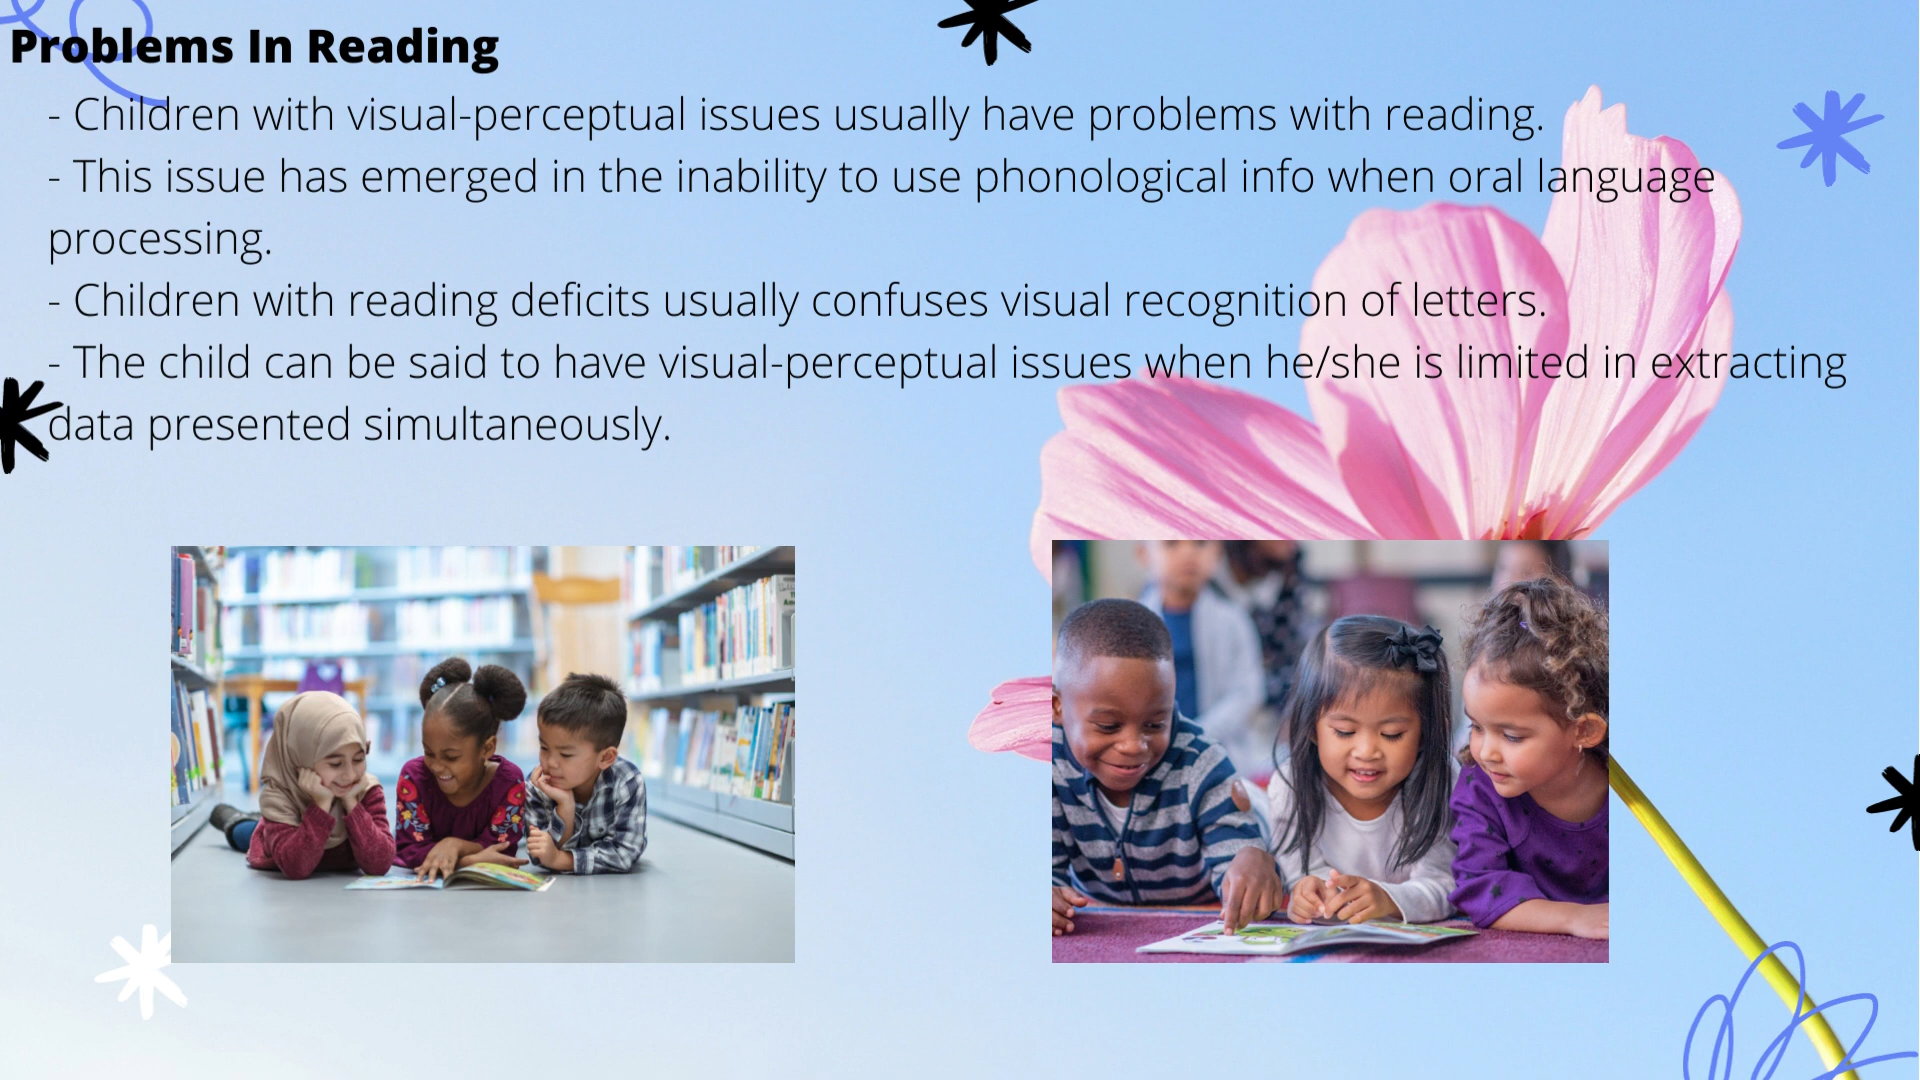 Problems In Reading
- Children with visual-perceptual issues usually have problems with reading.
- This issue has emerged in the inability to use phonological info when oral language
processing.
- Children with reading deficits usually confuses visual recognition of letters.
- The child can be said to have visual-perceptual issues when he/she is limited in extracting
data presented simultaneously.